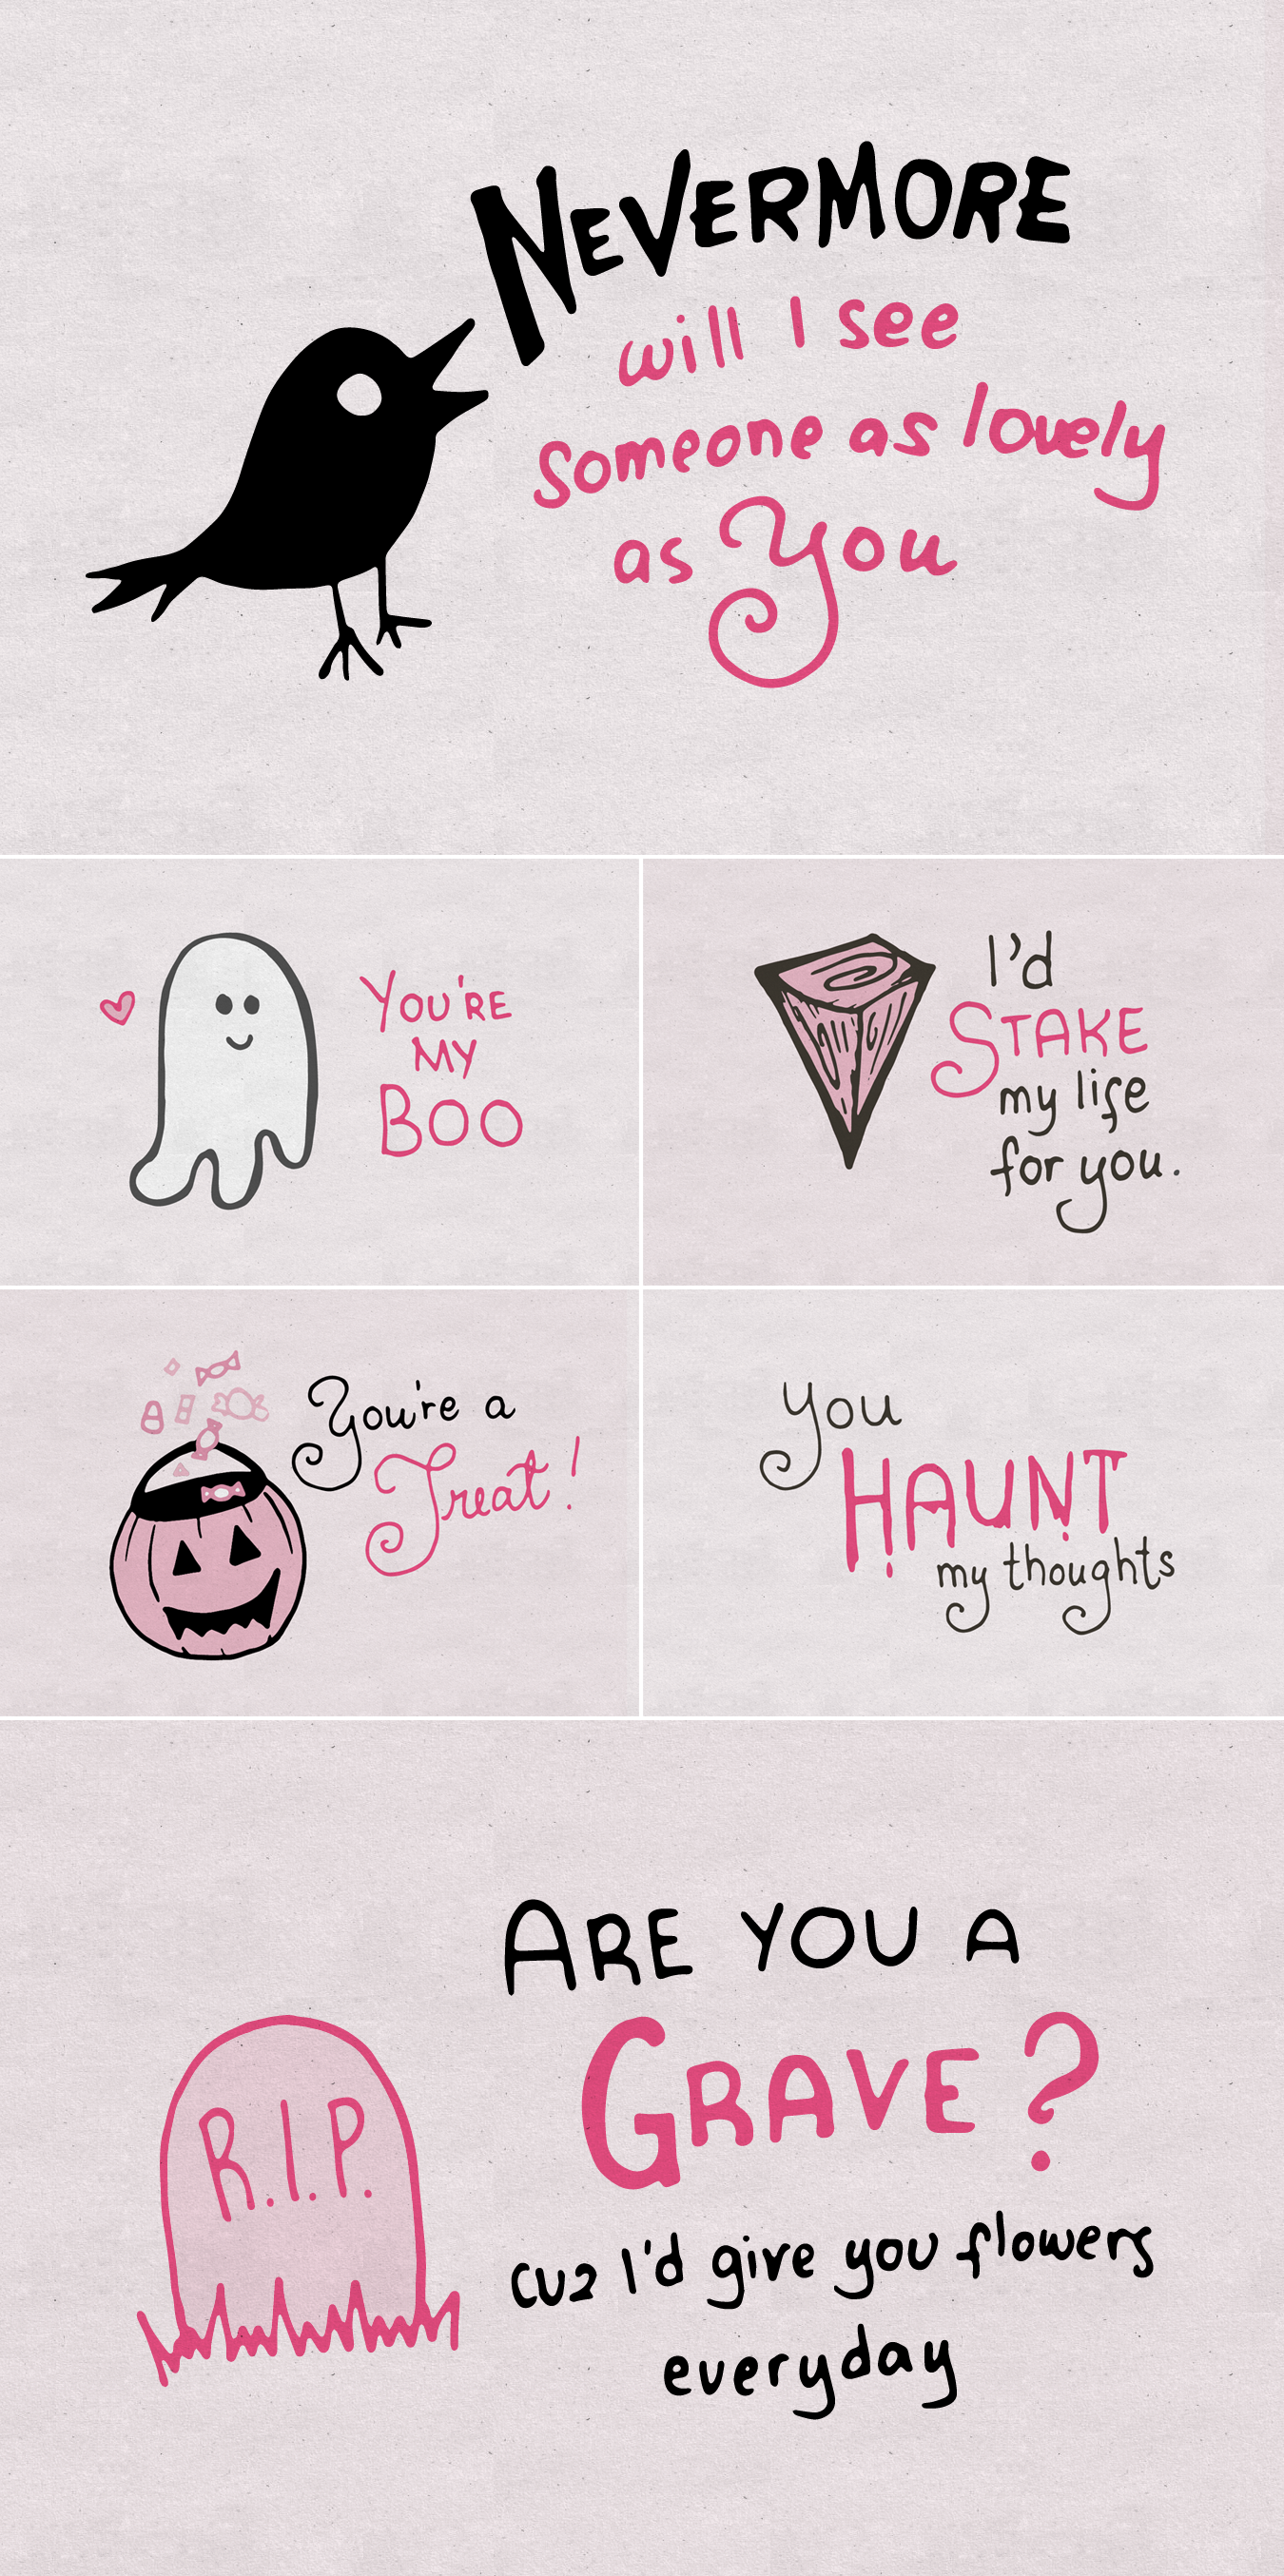 NEVERMORE
will I see
someone as lovely
as you
YOU'RE
MY
BOO
I'd
STAKE
my life
for you.
You're a
Treat!
You
HAUNT
my thoughts
ARE YOU A
GRAVE?
R.I.P.
cuz I'd give you flowers
everyday